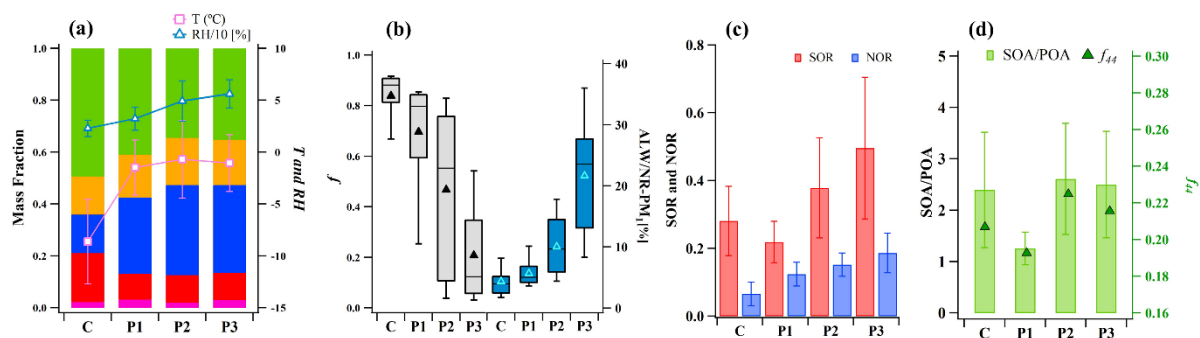 (a)
T (ºC)
RH/10 [%]
1.0
0.8
0.6
0.4
0.2
0.0
Mass Fraction
10
5
0
-5
-10
-15
T and RH
C P1 P2 P3
(b)
1.0
0.8
0.6
0.4
0.2
0.0
f
40
30
20
10
0
ALW/NR-PM1[%]
C P1 P2 P3 C P1 P2 P3
(c)
SOR NOR
0.8
0.6
0.4
0.2
0.0
SOR and NOR
C P1 P2 P3
(d)
SOA/POA f44
5
4
3
2
1
0
SOA/POA
0.30
0.28
0.26
0.24
0.22
0.20
0.18
0.16
f44
C P1 P2 P3